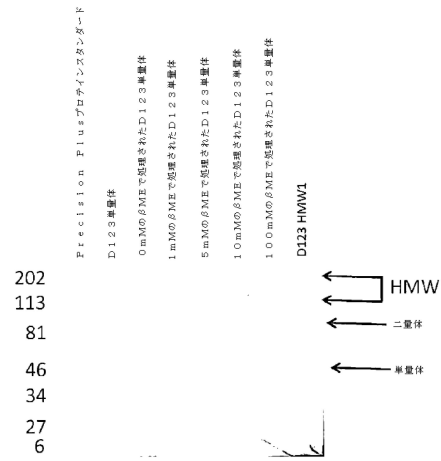 Precision Plusプロテインスタンダード
D123単量体
0mMのβMEで処理されたD123単量体
1mMのβMEで処理されたD123単量体
5mMのβMEで処理されたD123単量体
10mMのβMEで処理されたD123単量体
100mMのβMEで処理されたD123単量体
D123 HMW1
202
HMW
113
81
二量体
46
単量体
34
27
6